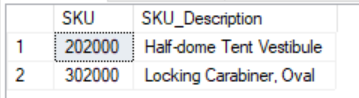 SKU SKU_Description
1 202000 Half-dome Tent Vestibule
2 302000 Locking Carabiner, Oval